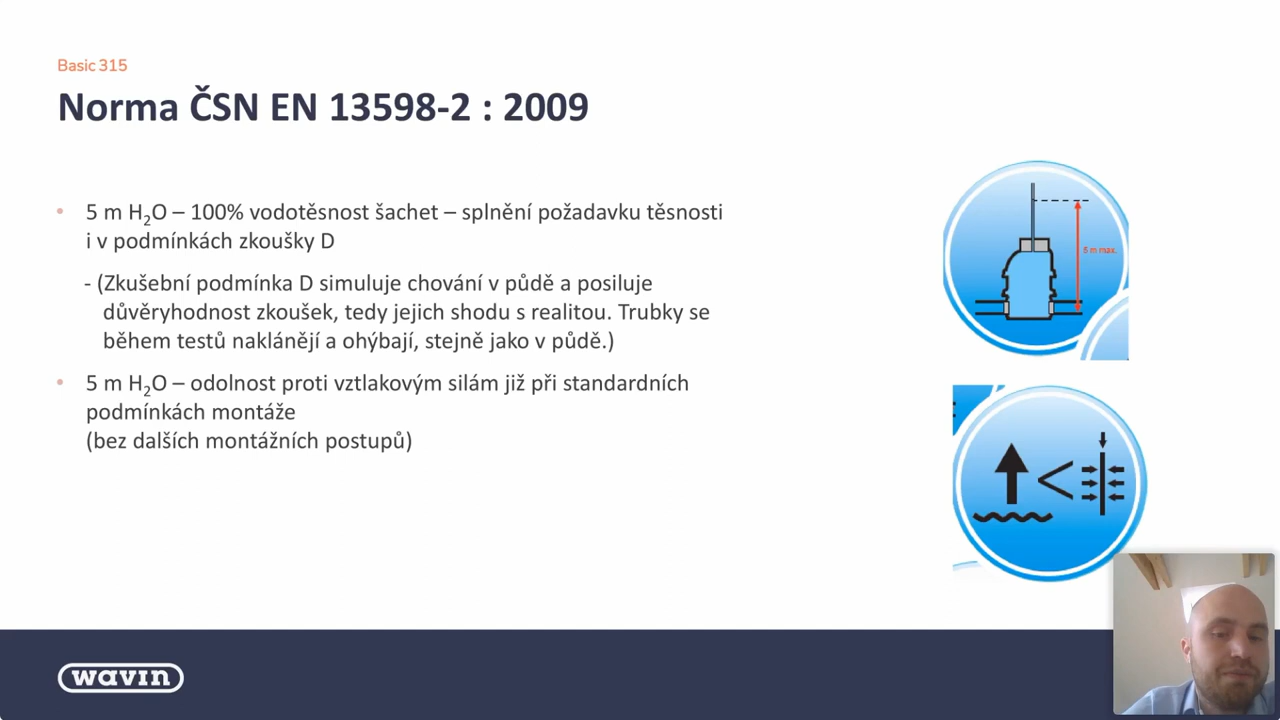 Basic 315
Norma ČSN EN 13598-2 : 2009
• 5 m H₂O – 100% vodotěsnost šachet – splnění požadavku těsnosti
i v podmínkách zkoušky D
- (Zkušební podmínka D simuluje chování v půdě a posiluje
důvěryhodnost zkoušek, tedy jejich shodu s realitou. Trubky se
během testů naklánějí a ohýbají, stejně jako v půdě.)
• 5 m H₂O – odolnost proti vztlakovým silám již při standardních
podmínkách montáže
(bez dalších montážních postupů)
5 m max.
wavin